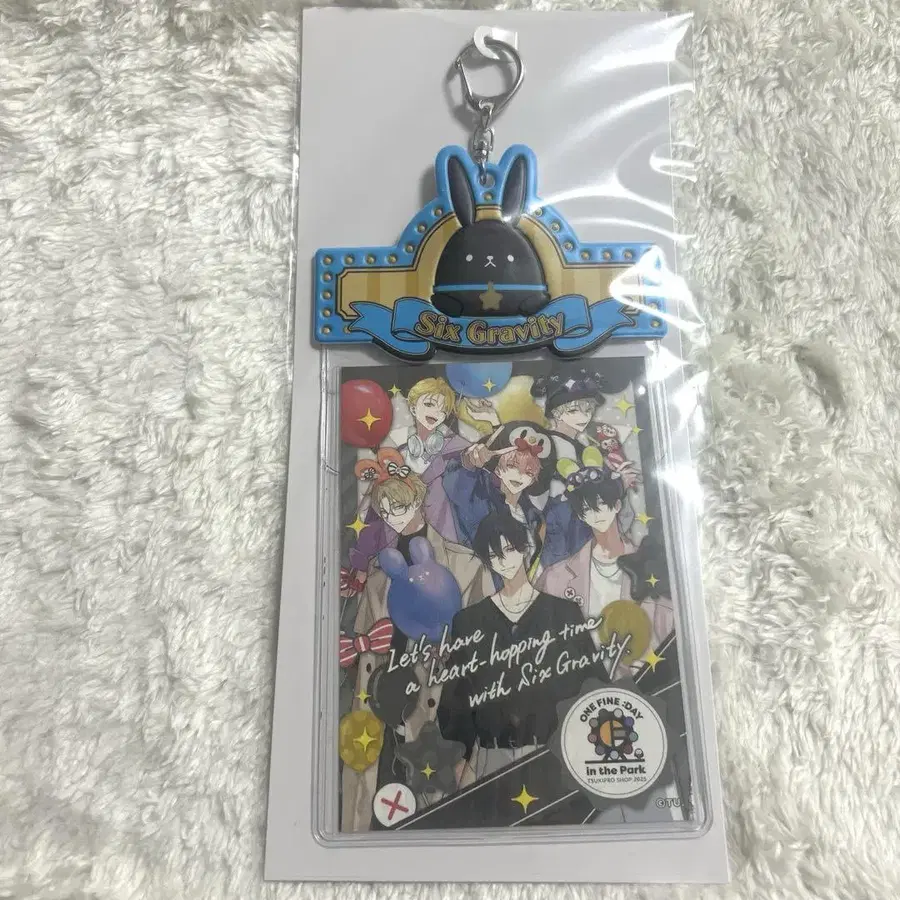 Six Gravity
Let's have
a heart-hopping time
with Six Gravity.
ONE FINE :DAY
in the Park
TSUKIPRO SHOP 2025
©TU.